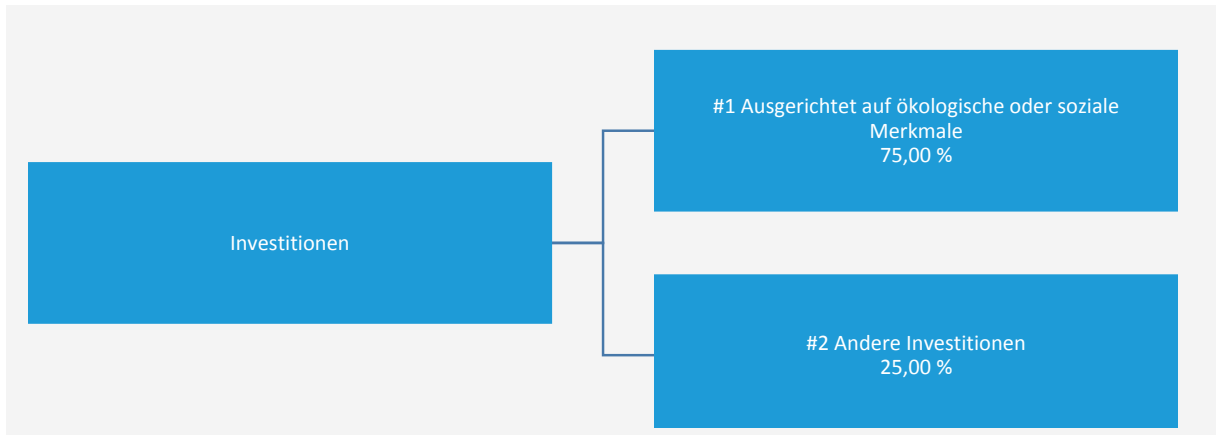 #1 Ausgerichtet auf ökologische oder soziale
Merkmale
75,00 %
Investitionen
#2 Andere Investitionen
25,00 %